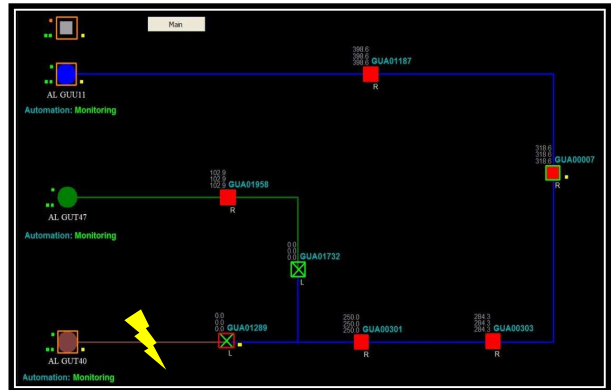 Main
398.6
398.6
398.6 GUA01187
R
AL GUU11
Automation: Monitoring
318.6
318.6
318.6 GUA00007
R
102.9
102.9
102.9 GUA01958
R
AL GUT47
Automation: Monitoring
0.0
0.0
0.0 GUA01732
L
0.0
0.0
0.0 GUA01289
L
250.0
250.0
250.0 GUA00301
R
284.3
284.3
284.3 GUA00303
R
AL GUT40
Automation: Monitoring